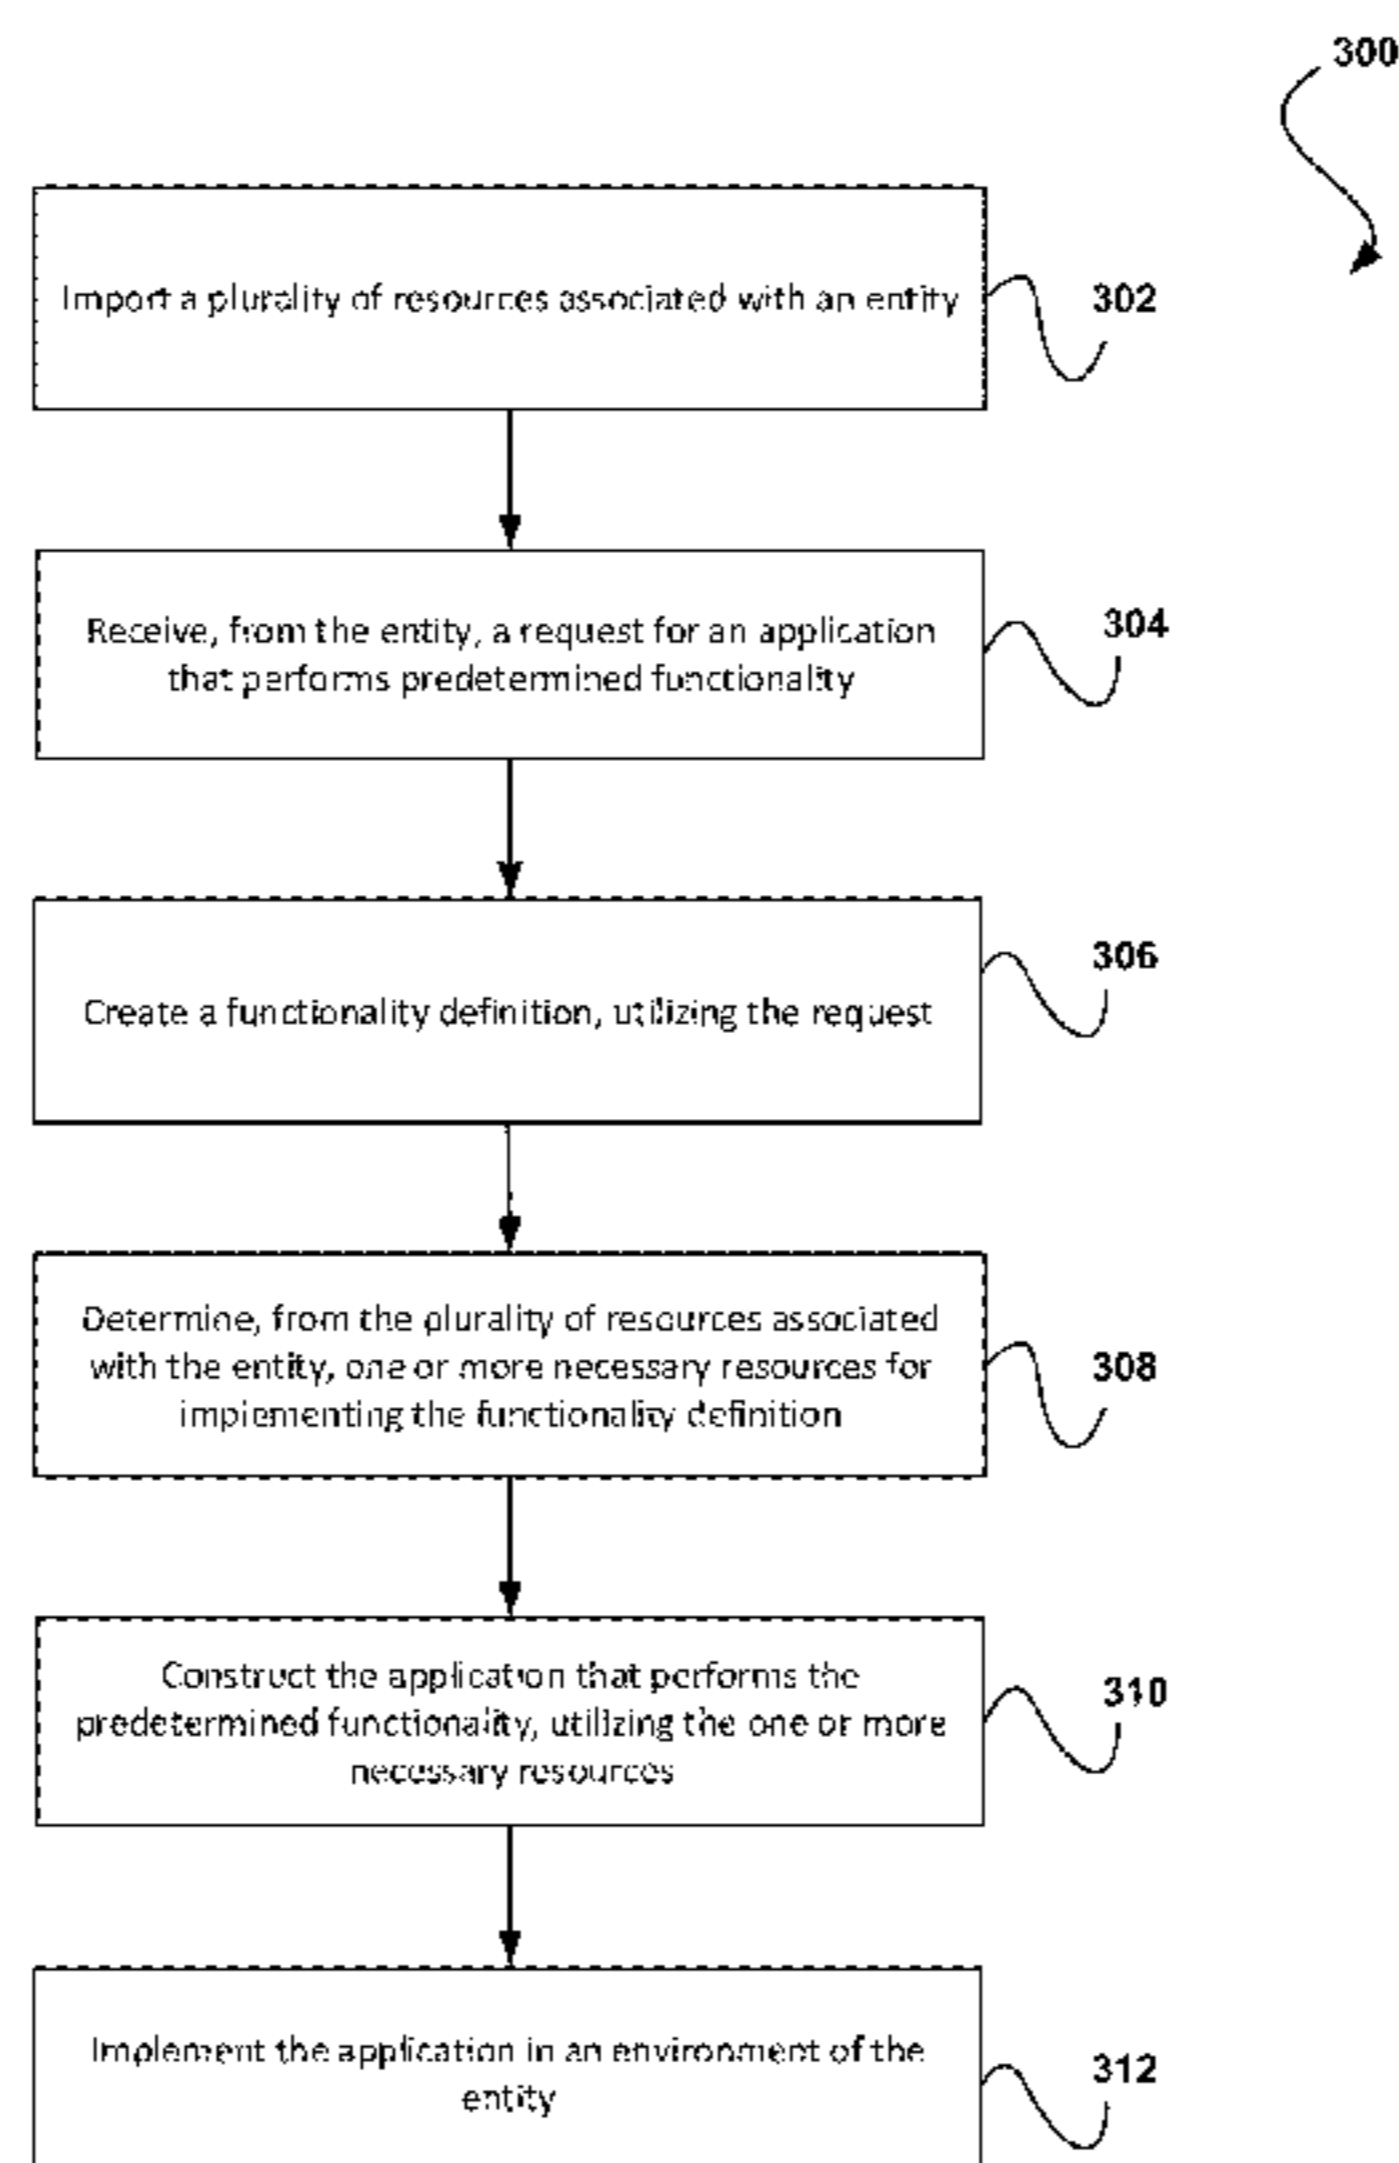 300
Import a plurality of resources associated with an entity
302
Receive, from the entity, a request for an application
that performs predetermined functionality
304
Create a functionality definition, utilizing the request
306
Determine, from the plurality of resources associated
with the entity, one or more necessary resources for
implementing the functionality definition
308
Construct the application that performs the
predetermined functionality, utilizing the one or more
necessary resources
310
Implement the application in an environment of the
entity
312